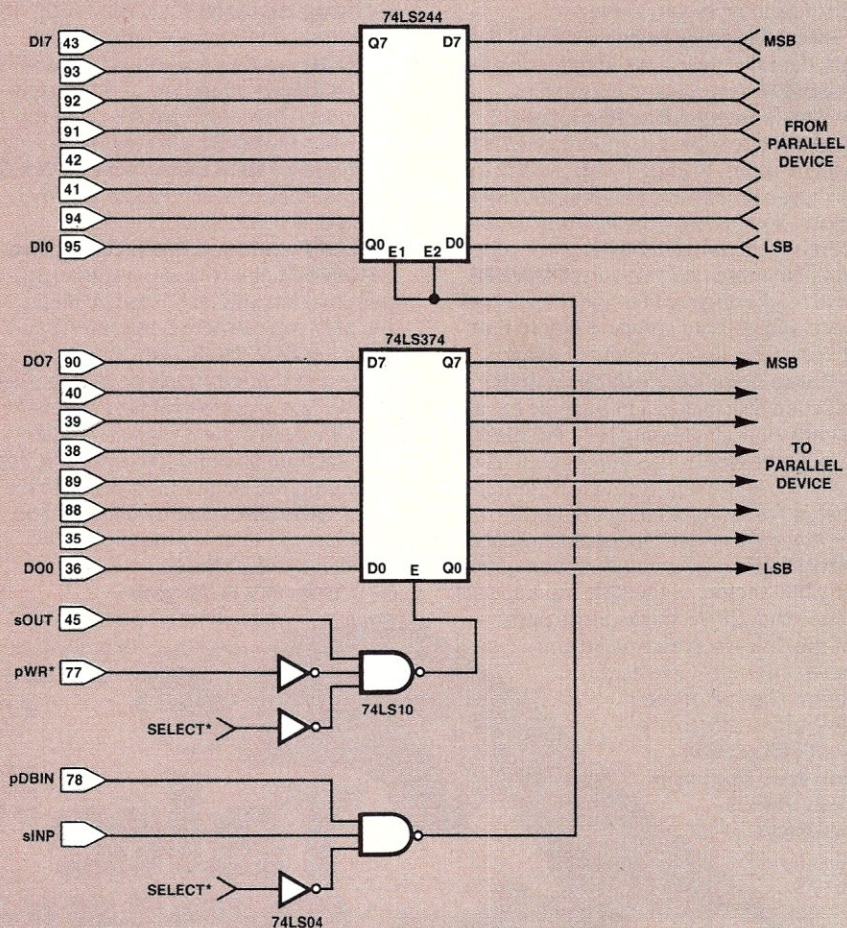 74LS244
DI7 43 Q7 D7 MSB
93
92
91 FROM
PARALLEL
DEVICE
42
41
94
DI0 95 Q0 E1 E2 D0 LSB
74LS374
DO7 90 D7 Q7 MSB
40
39
38 TO
PARALLEL
DEVICE
89
88
35
DO0 36 D0 E Q0 LSB
sOUT 45
pWR* 77
74LS10
SELECT*
pDBIN 78
sINP
SELECT*
74LS04